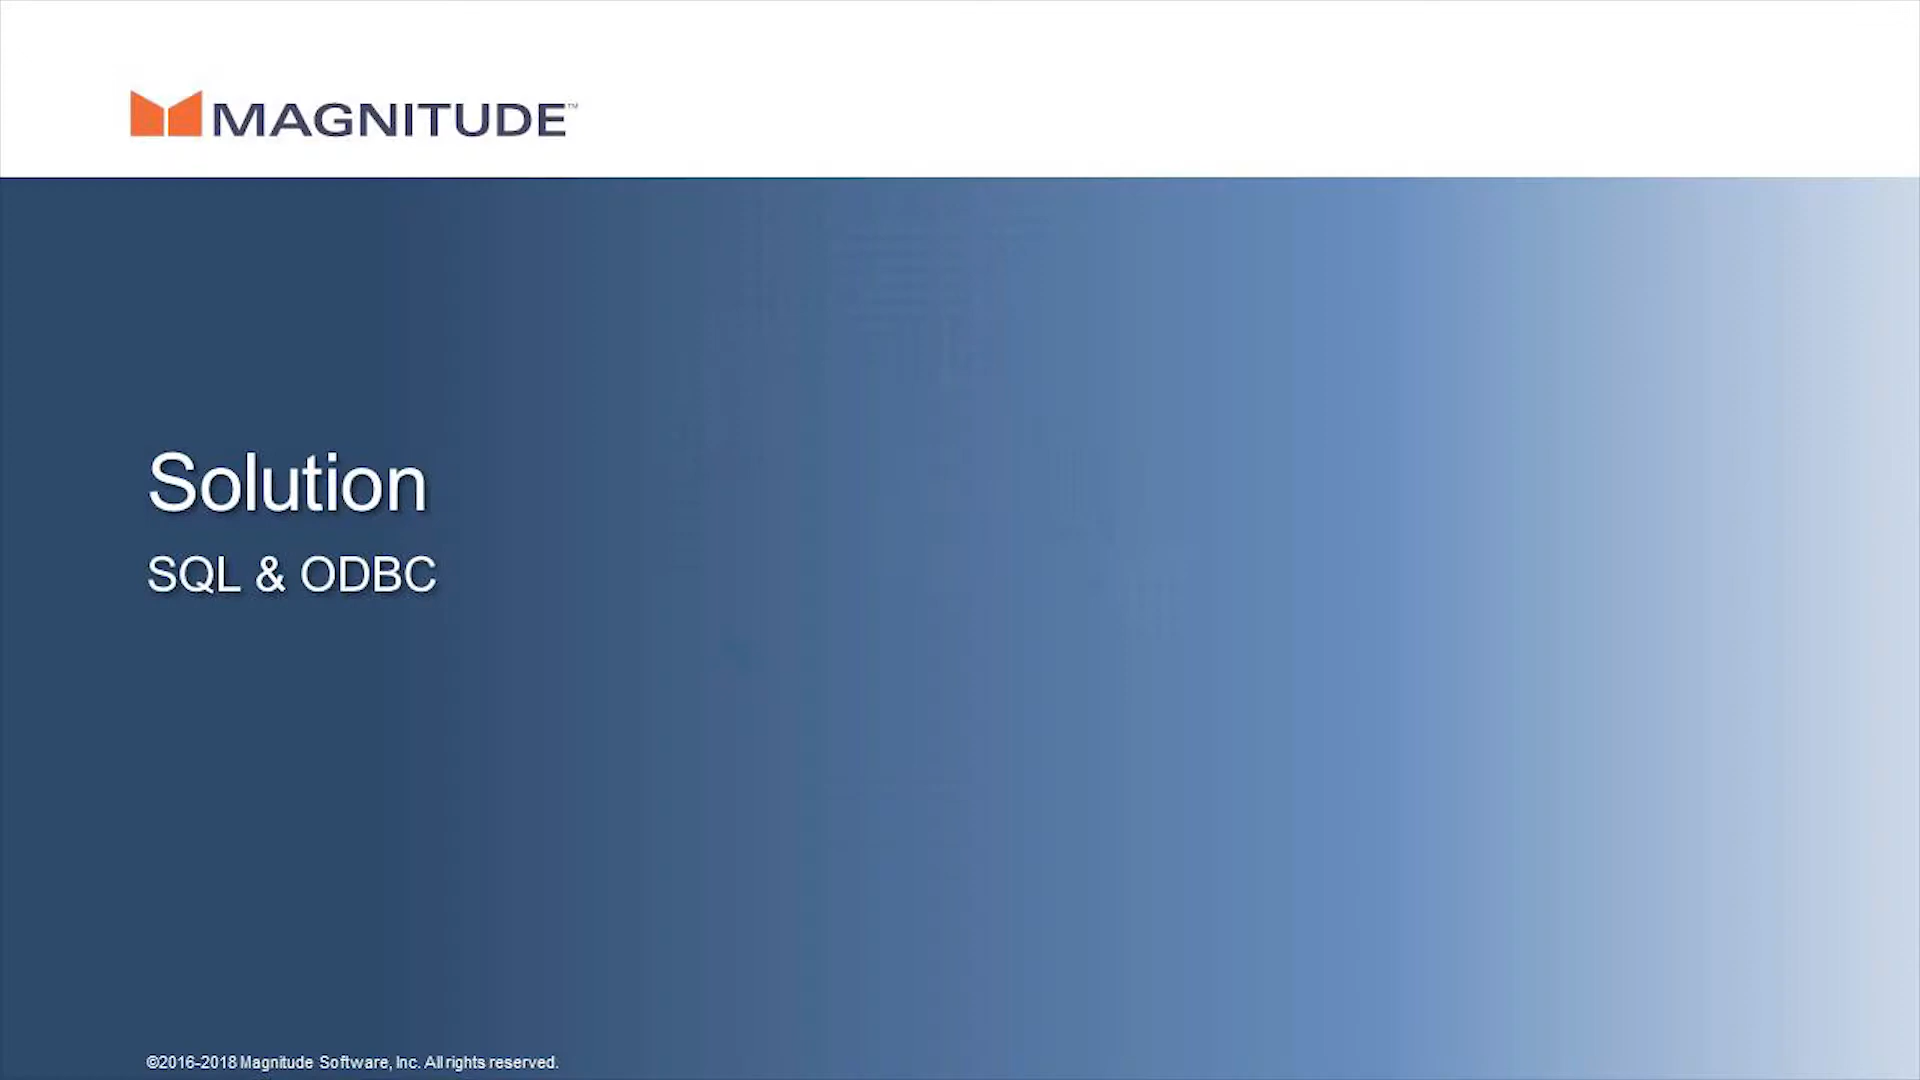 MAGNITUDE™
Solution
SQL & ODBC
©2016-2018 Magnitude Software, Inc. All rights reserved.